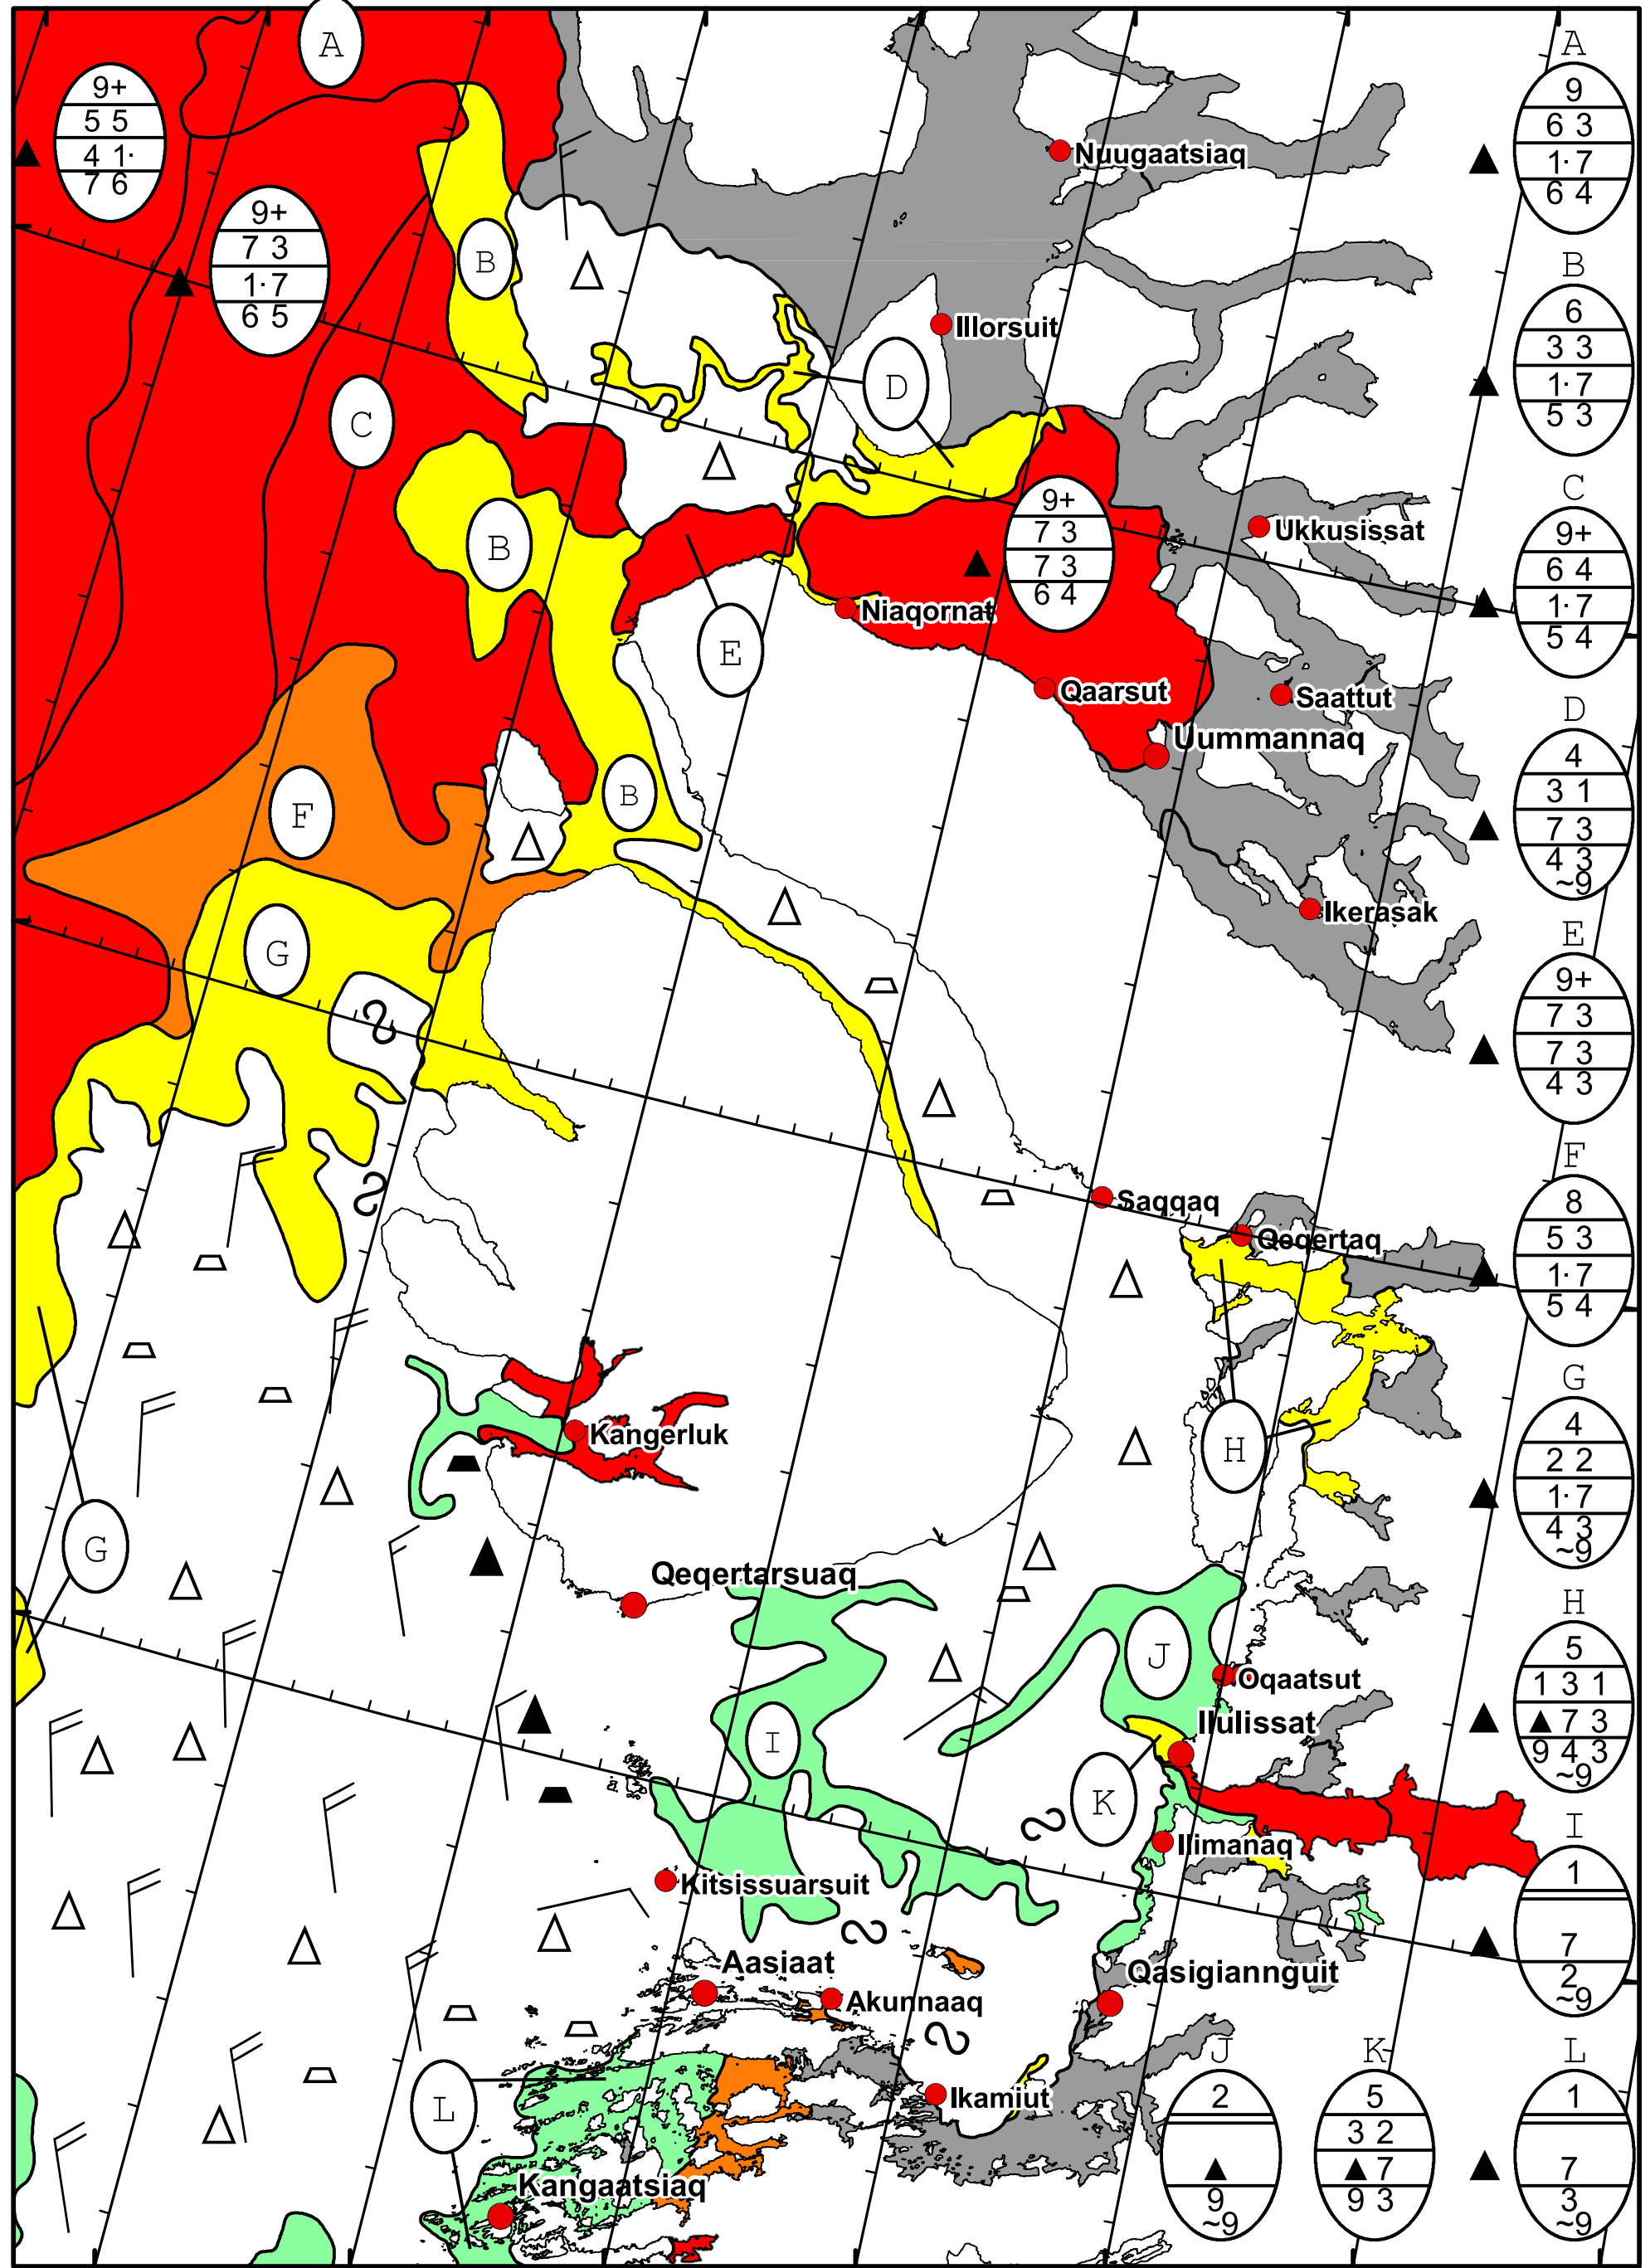 A
A
9+
5 5
4 1·
7 6
9
6 3
1·7
6 4
Nuugaatsiaq
9+
7 3
1·7
6 5
B
B
6
3 3
1·7
5 3
Illorsuit
D
C
C
9+
6 4
1·7
5 4
B
9+
7 3
7 3
6 4
Ukkusissat
Niaqornat
E
Qaarsut
Saattut
D
4
3 1
7 3
4 3
~9
Uummannaq
F
B
Ikerasak
G
E
9+
7 3
7 3
4 3
F
8
5 3
1·7
5 4
Saqqaq
Qeqertaq
G
4
2 2
1·7
4 3
~9
Kangerluk
H
G
Qeqertarsuaq
H
5
1 3 1
▲ 7 3
9 4 3
~9
J
Oqaatsut
Ilulissat
I
K
I
1
7
2
~9
Ilimanaq
Kitsissuarsuit
Aasiaat
Qasigiannguit
Akunnaaq
Ikamiut
L
J
2
▲
9
~9
K
5
3 2
▲ 7
9 3
L
1
7
3
~9
Kangaatsiaq